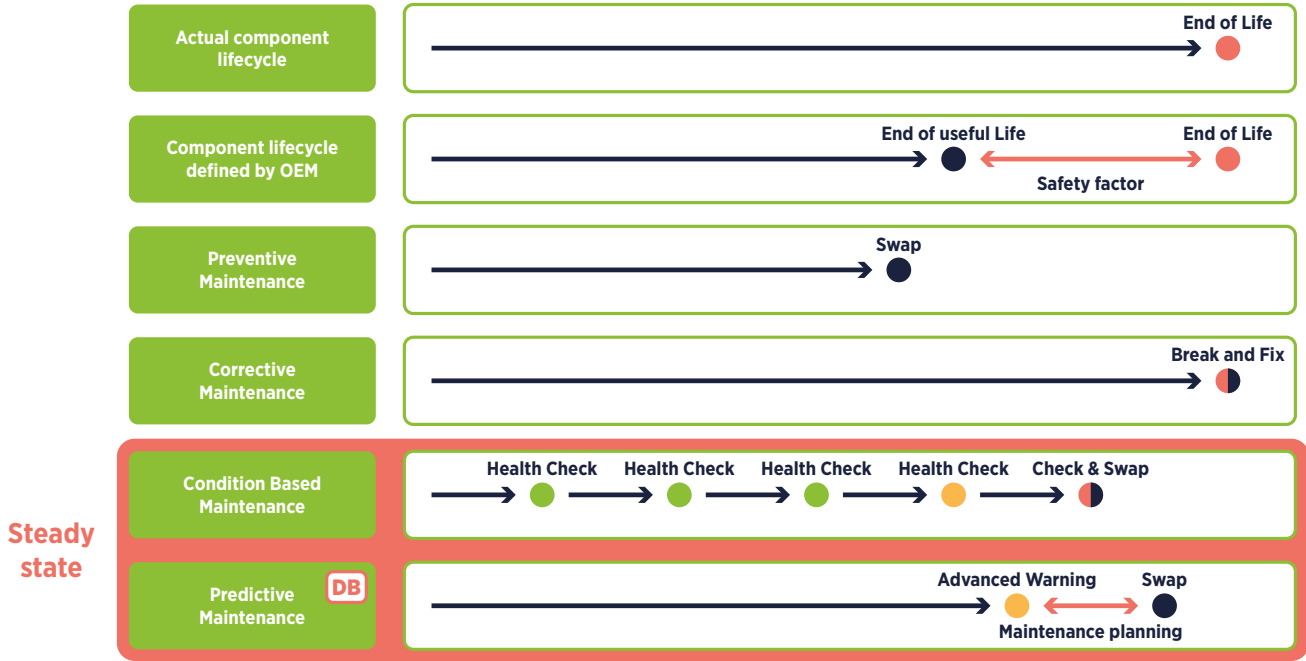 Actual component
lifecycle
End of Life
Component lifecycle
defined by OEM
End of useful Life
End of Life
Safety factor
Preventive
Maintenance
Swap
Corrective
Maintenance
Break and Fix
Steady
state
Condition Based
Maintenance
Health Check
Health Check
Health Check
Health Check
Check & Swap
Predictive
Maintenance
DB
Advanced Warning
Swap
Maintenance planning